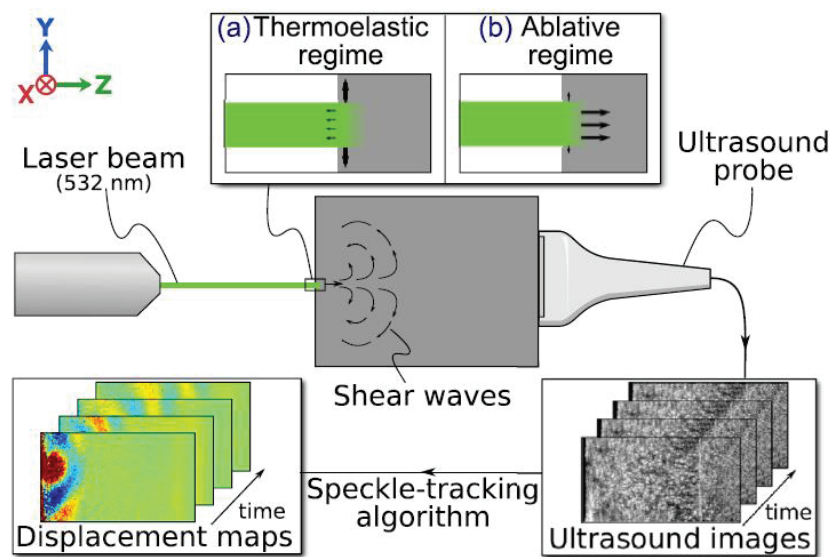 (a) Thermoelastic
regime
(b) Ablative
regime
Y
X
Z
Laser beam
(532 nm)
Ultrasound
probe
Shear waves
time
Displacement maps
Speckle-tracking
algorithm
time
Ultrasound images